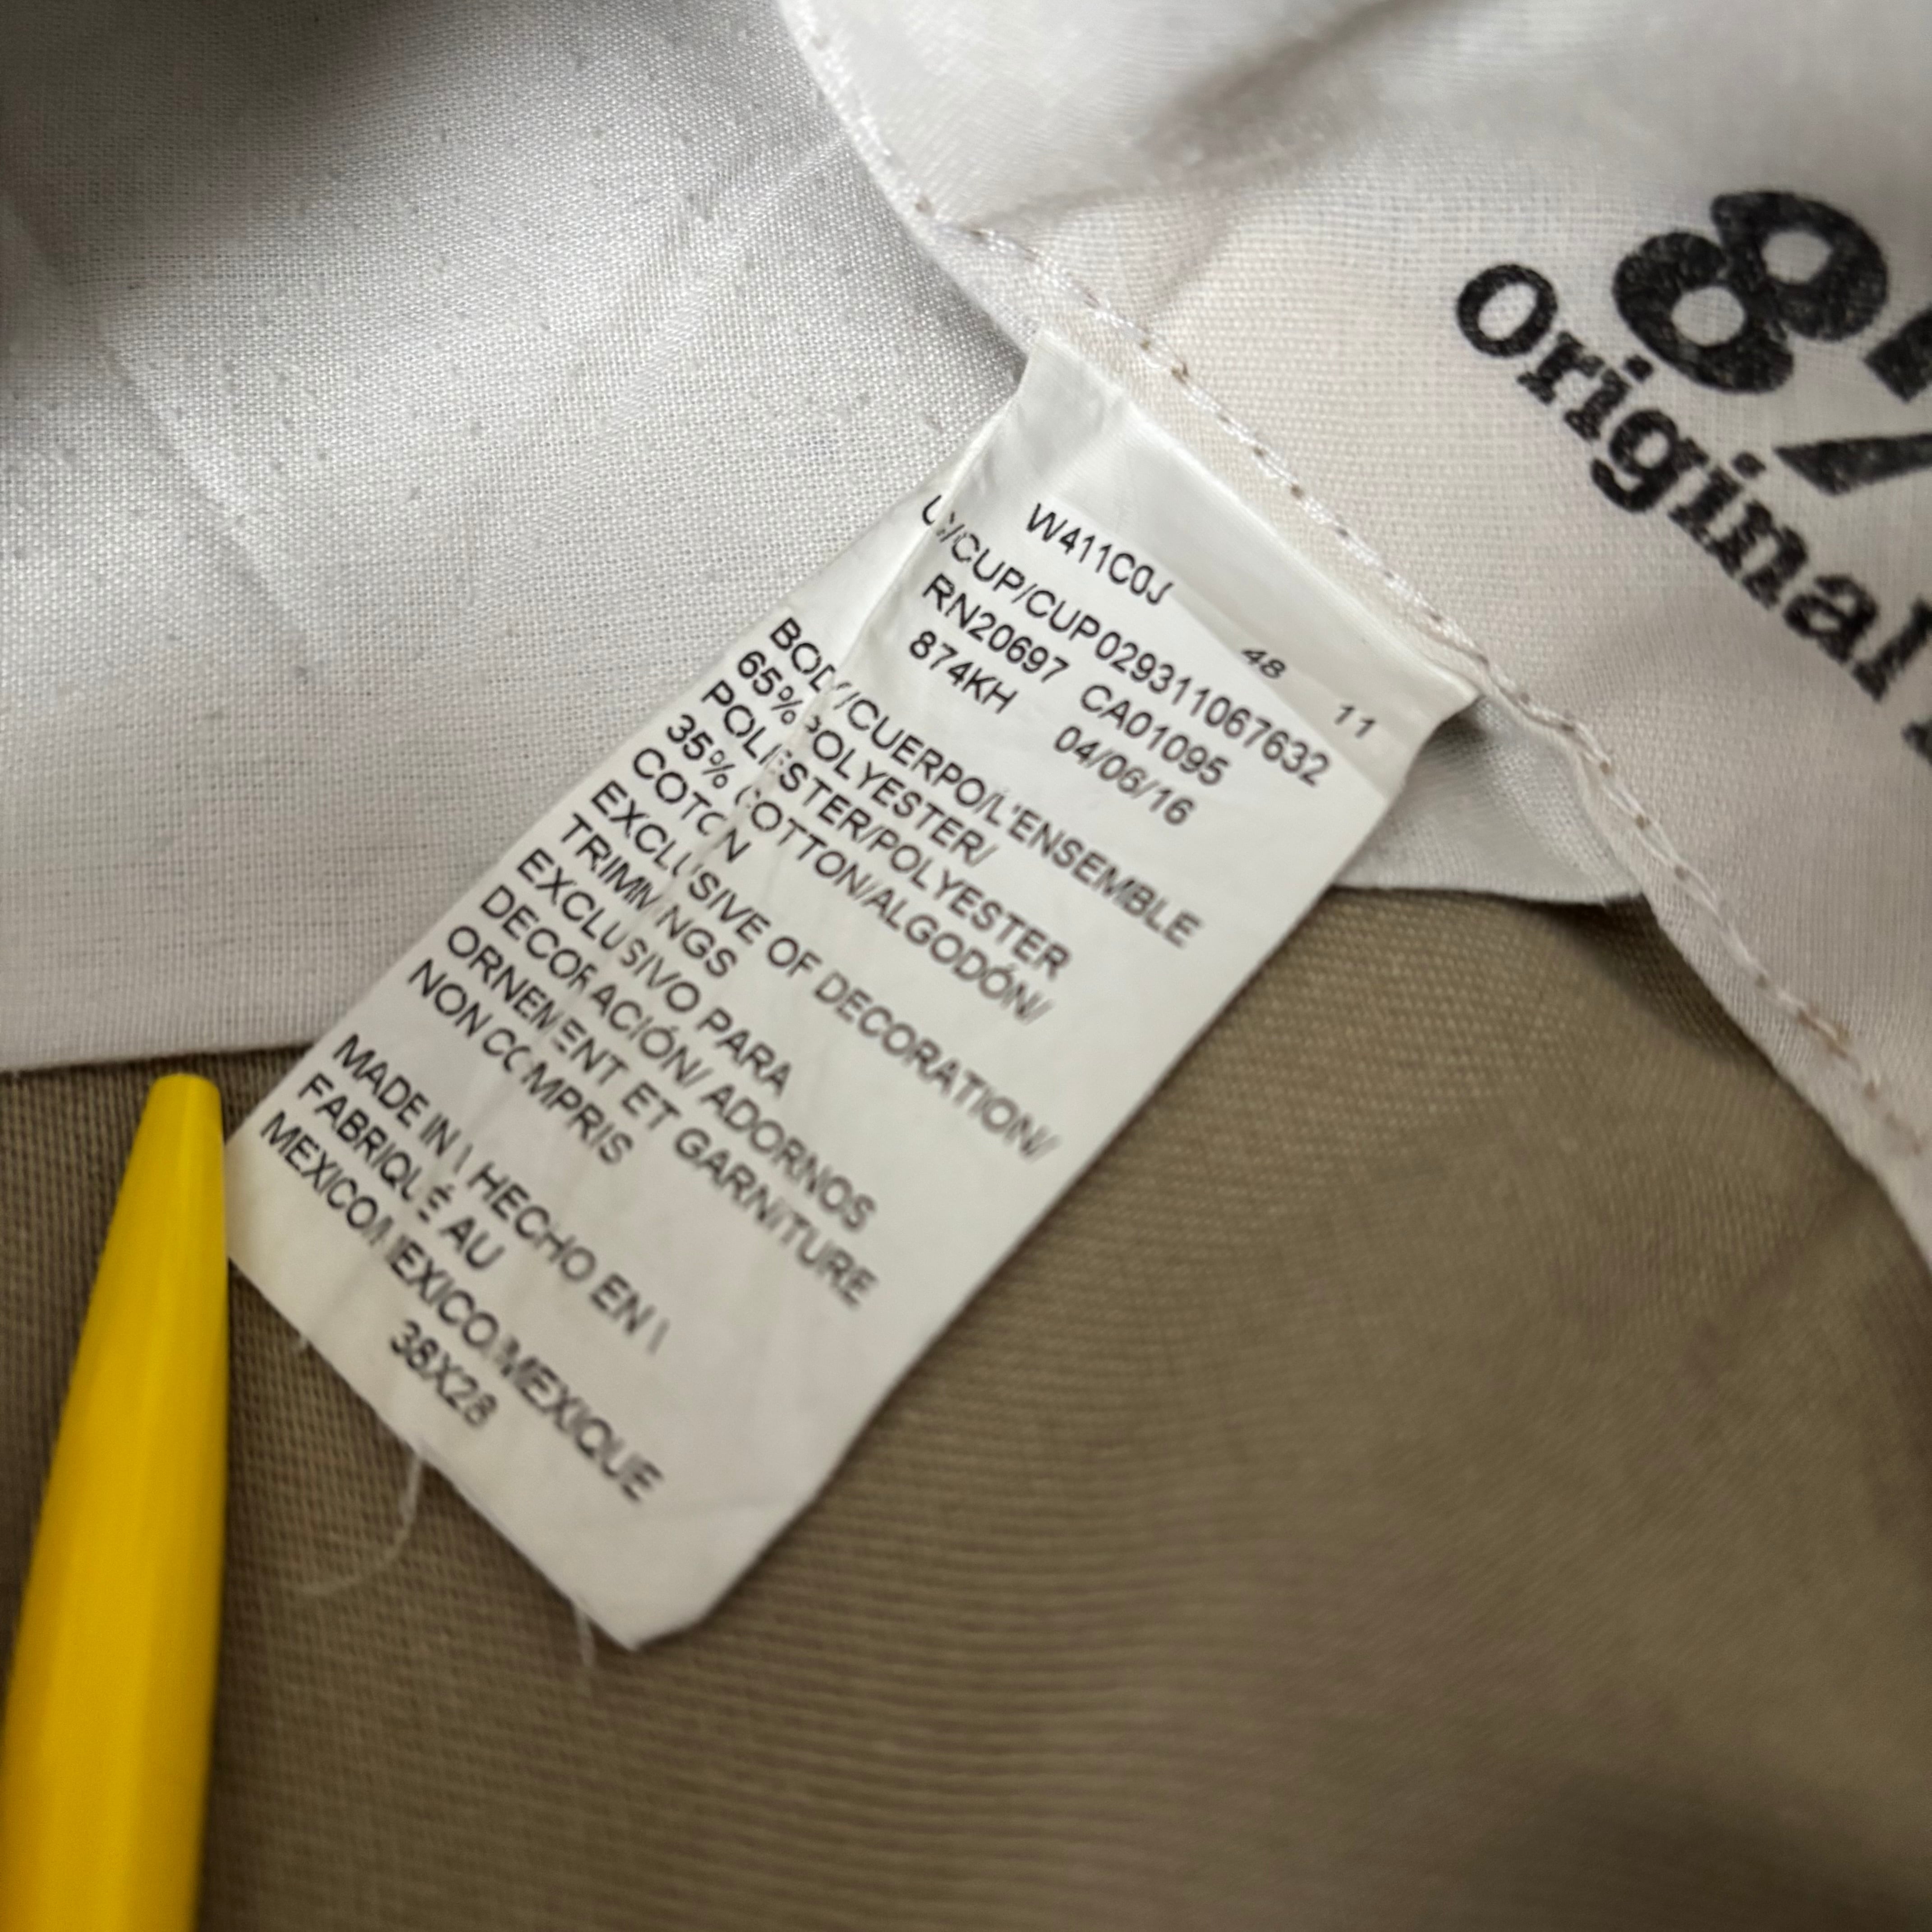 Original
W411C0J 48 11
CUP/CUP029311067632
RN20697 CA01095
874KH 04/06/16
BODY/CUERPO/L'ENSEMBLE
65% POLYESTER/
POLIESTER/POLYESTER
35% COTTON/ALGODÓN/
COTON
EXCLUSIVE OF DECORATION/
TRIMMINGS
EXCLUSIVO PARA
DECORACIÓN/ ADORNOS
ORNEMENT ET GARNITURE
NON COMPRIS
MADE IN \ HECHO EN \
FABRIQUÉ AU
MEXICO/MEXICO/MEXIQUE
38X28